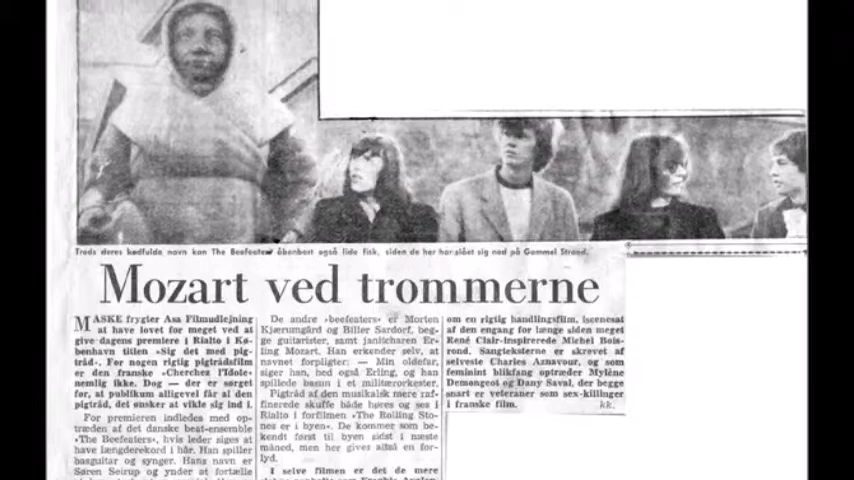 Trods deres kødfulde navn kan The Beefeaters åbenbart også lide fisk, siden de her har slået sig ned på Gammel Strand.
Mozart ved trommerne
MASKE frygter Asa Filmudlejning
at have lovet for meget ved at
give dagens premiere i Rialto i Kø-
benhavn titlen »Sig det med pig-
tråd«. For nogen rigtig pigtrådsfilm
er den franske »Cherchez l'Idole«
nemlig ikke. Dog — der er sørget
for, at publikum alligevel får al den
pigtråd, det ønsker at vikle sig ind i.
For premieren indledes med op-
træden af det danske beat-ensemble
»The Beefeaters«, hvis leder siges at
have længderekord i hår. Han spiller
basguitar og synger. Hans navn er
Søren Seirup og ynder at fortælle
De andre »beefeaters« er Morten
Kjærumgård og Biller Sardorf, beg-
ge guitarister, samt janitcharen Er-
ling Mozart. Han erkender selv, at
navnet forpligter: — Min oldefar,
siger han, hed også Erling, og han
spillede basun i et militærorkester.
Pigtråd af den musikalsk mere raf-
finerede skuffe både høres og ses i
Rialto i forfilmen »The Rolling Sto-
nes er i byen«. De kommer som be-
kendt først til byen sidst i næste
måned, men her gives altså en for-
lyd.
I selve filmen er det de mere
om en rigtig handlingsfilm, iscenesat
af den engang for længe siden meget
René Clair-inspirerede Michel Bois-
rond. Sangteksterne er skrevet af
selveste Charles Aznavour, og som
feminint blikfang optræder Mylène
Demongeot og Dany Saval, der begge
snart er veteraner som sex-killinger
i franske film.
kk.